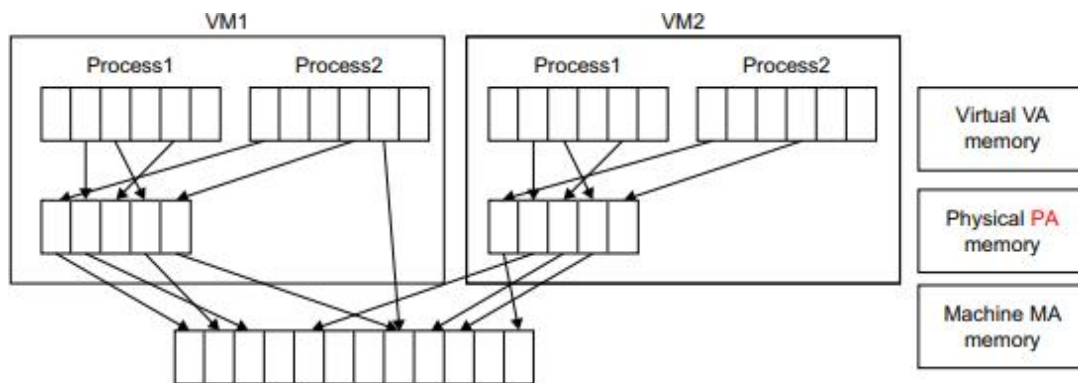 VM1
VM2
Process1
Process2
Process1
Process2
Virtual VA
memory
Physical PA
memory
Machine MA
memory